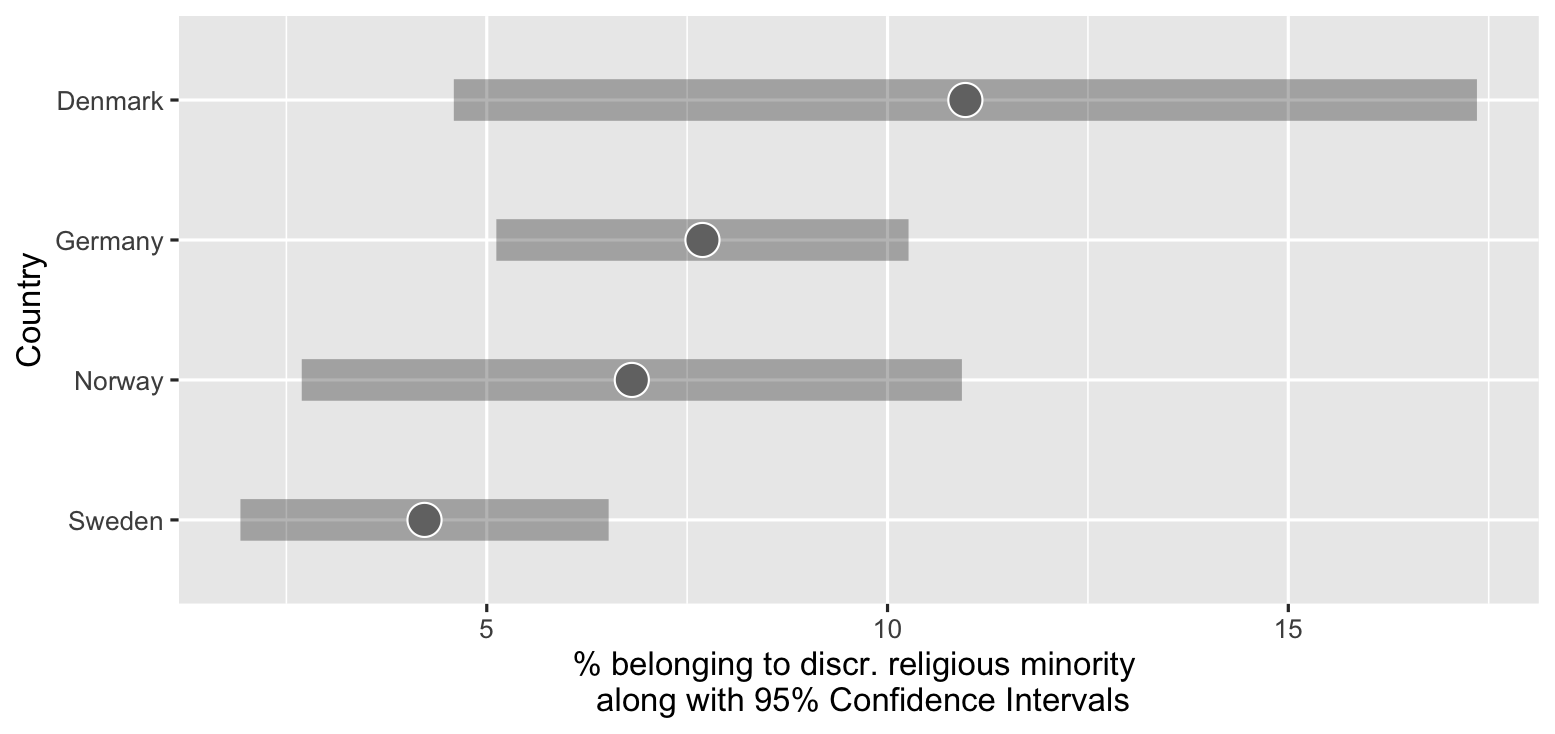 Country
Denmark
Germany
Norway
Sweden
5 10 15
% belonging to discr. religious minority
along with 95% Confidence Intervals